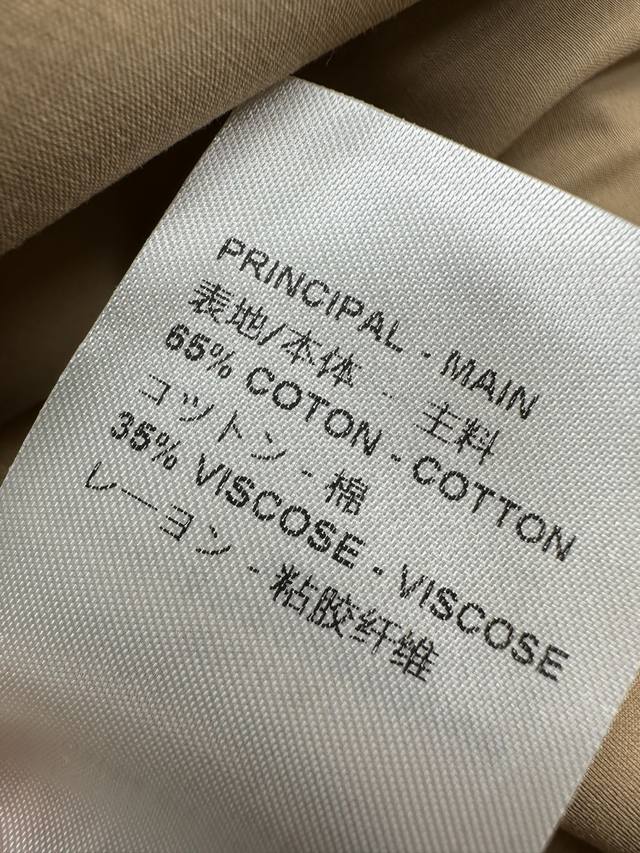 PRINCIPAL - MAIN
表地/本体 - 主料
65% COTON - COTTON
コットン - 棉
35% VISCOSE - VISCOSE
レーヨン - 粘胶纤维